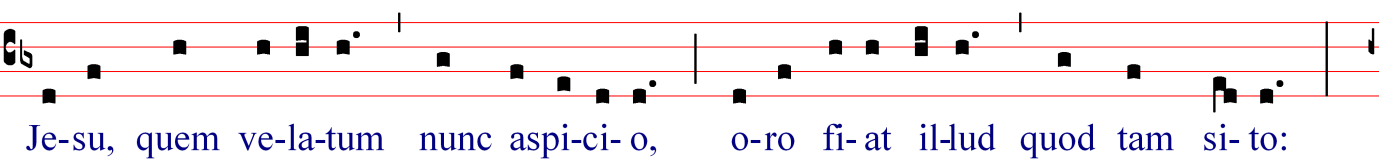 Je-su, quem ve-la-tum nunc aspi-ci- o, o-ro fi- at il-lud quod tam si- to: